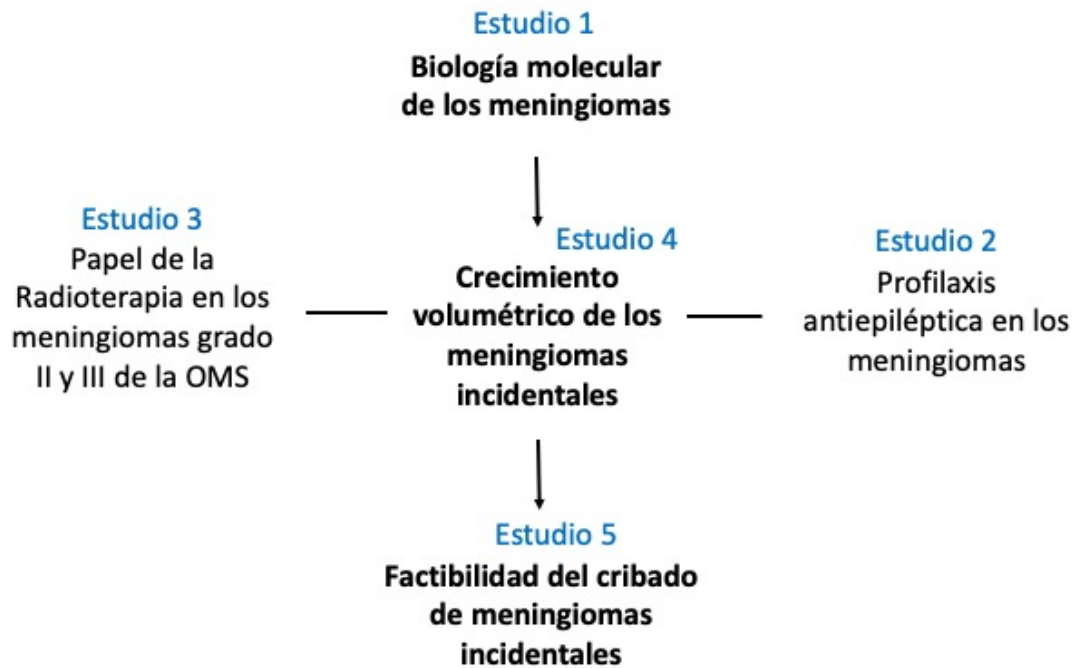 Estudio 1
Biología molecular
de los meningiomas
Estudio 3
Papel de la
Radioterapia en los
meningiomas grado
II y III de la OMS
Estudio 4
Crecimiento
volumétrico de los
meningiomas
incidentales
Estudio 2
Profilaxis
antiepiléptica en los
meningiomas
Estudio 5
Factibilidad del cribado
de meningiomas
incidentales